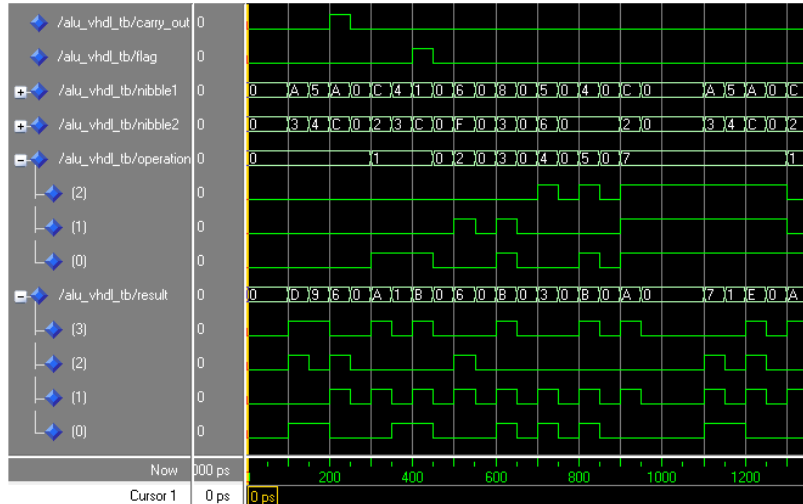 /alu_vhdl_tb/carry_out 0
/alu_vhdl_tb/flag 0
/alu_vhdl_tb/nibble1 0 0 A 5 A 0 C 4 1 0 6 0 8 0 5 0 4 0 C 0 A 5 A 0 C
/alu_vhdl_tb/nibble2 0 0 3 4 C 0 2 3 C 0 F 0 3 0 6 0 2 0 3 4 C 0 2
/alu_vhdl_tb/operation 0 0 1 0 2 0 3 0 4 0 5 0 7 1
(2) 0
(1) 0
(0) 0
/alu_vhdl_tb/result 0 0 D 9 6 0 A 1 B 0 6 0 B 0 3 0 B 0 A 0 7 1 E 0 A
(3) 0
(2) 0
(1) 0
(0) 0
Now 000 ps 200 400 600 800 1000 1200
Cursor 1 0 ps 0 ps